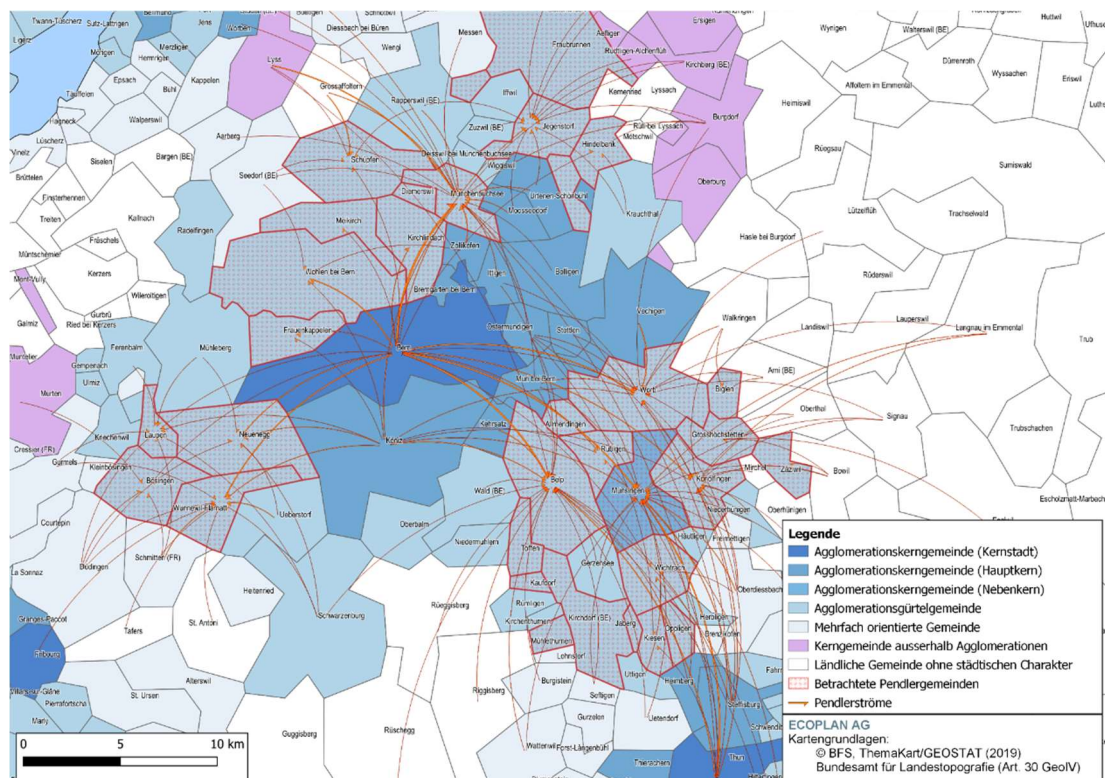 Twann-Tüscherz
Sutz-Lattrigen
Jens
Worben
Diessbach bei Büren
Messen
Aefligen
Ersigen
Wynigen
Walterswil (BE)
Huttwil
Ligerz
Mörigen
Merzligen
Hermrigen
Lyss
Wengi
Fraubrunnen
Rüdtligen-Alchenflüh
Kirchberg (BE)
Dürrenroth
Wyssachen
Eriswil
Täuffelen
Epsach
Buhl
Kappelen
Grossaffoltern
Iffwil
Kernenried
Lyssach
Affoltern im Emmental
Hagneck
Walperswil
Rapperswil (BE)
Zuzwil (BE)
Jegenstorf
Rüti bei Lyssach
Burgdorf
Heimiswil
Lüscherz
Aarberg
Hindelbank
Mötschwil
Rüegsau
Vinelz
Siselen
Bargen (BE)
Deisswil bei Münchenbuchsee
Wiggiswil
Sumiswald
Brüttelen
Seedorf (BE)
Schüpfen
Diemerswil
Münchenbuchsee
Urtenen-Schönbühl
Oberburg
Finsterhennen
Moosseedorf
Krauchthal
Lützelflüh
Trachselwald
Treiten
Kallnach
Radelfingen
Meikirch
Kirchlindach
Zollikofen
Hasle bei Burgdorf
Müntschemier
Fräschels
Kerzers
Wohlen bei Bern
Ittigen
Bolligen
Rüderswil
Mont-Vully
Wileroltigen
Bremgarten bei Bern
Galmiz
Gurbrü
Ried bei Kerzers
Frauenkappelen
Ostermundigen
Stettlen
Vechigen
Walkringen
Landiswil
Lauperswil
Langnau im Emmental
Muntelier
Ferenbalm
Mühleberg
Bern
Trub
Gempenach
Ulmiz
Muri bei Bern
Worb
Biglen
Arni (BE)
Murten
Oberthal
Signau
Kriechenwil
Laupen
Neuenegg
Köniz
Kehrsatz
Allmendingen
Grosshöchstetten
Trubschachen
Cressier (FR)
Gurmels
Kleinbösingen
Rubigen
Mirchel
Zäziwil
Bowil
Bösingen
Wünnewil-Flamatt
Belp
Münsingen
Konolfingen
Escholzmatt-Marbach
Wald (BE)
Niederhünigen
Oberhünigen
Courtepin
Ueberstorf
Oberbalm
Häutligen
Freimettigen
Schmitten (FR)
Niedermuhlern
Toffen
La Sonnaz
Düdingen
Gerzensee
Wichtrach
Oberdiessbach
Heitenried
Kaufdorf
Granges-Paccot
St. Antoni
Schwarzenburg
Rüeggisberg
Rümligen
Kirchenthurnen
Kirchdorf (BE)
Jaberg
Oppligen
Herbligen
Brenzikofen
Tafers
Kiesen
Fribourg
Mühlethurnen
Lohnstorf
Uttigen
Heimberg
Alterswil
Riggisberg
Burgistein
Seftigen
Steffisburg
Villars-sur-Glâne
Pierrafortscha
St. Ursen
Gurzelen
Uetendorf
Marly
Rüschegg
Guggisberg
Wattenwil
Forst-Längenbühl
Thierachern
Thun
Legende
Agglomerationskerngemeinde (Kernstadt)
Agglomerationskerngemeinde (Hauptkern)
Agglomerationskerngemeinde (Nebenkern)
Agglomerationsgürtelgemeinde
Mehrfach orientierte Gemeinde
Kerngemeinde ausserhalb Agglomerationen
Ländliche Gemeinde ohne städtischen Charakter
Betrachtete Pendlergemeinden
Pendlerströme
ECOPLAN AG
Kartengrundlagen:
© BFS, ThemaKart/GEOSTAT (2019)
Bundesamt für Landestopografie (Art. 30 GeoIV)
0 5 10 km